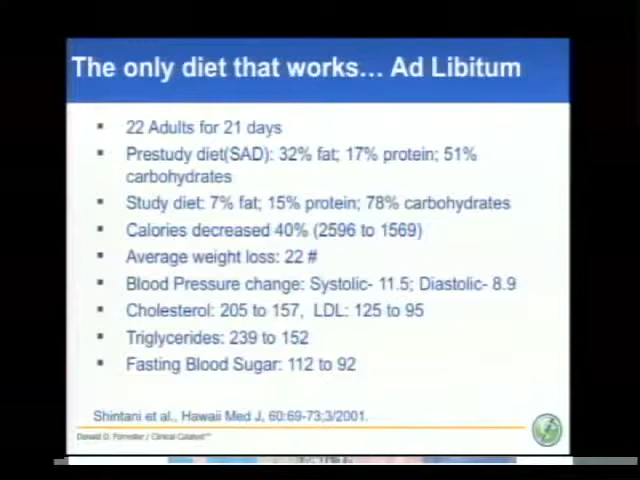 The only diet that works... Ad Libitum
22 Adults for 21 days
Prestudy diet(SAD): 32% fat; 17% protein; 51%
carbohydrates
Study diet: 7% fat; 15% protein; 78% carbohydrates
Calories decreased 40% (2596 to 1569)
Average weight loss: 22 #
Blood Pressure change: Systolic- 11.5; Diastolic- 8.9
Cholesterol: 205 to 157, LDL: 125 to 95
Triglycerides: 239 to 152
Fasting Blood Sugar: 112 to 92
Shintani et al., Hawaii Med J, 60:69-73;3/2001.
Donald D. Forrester / Clinical